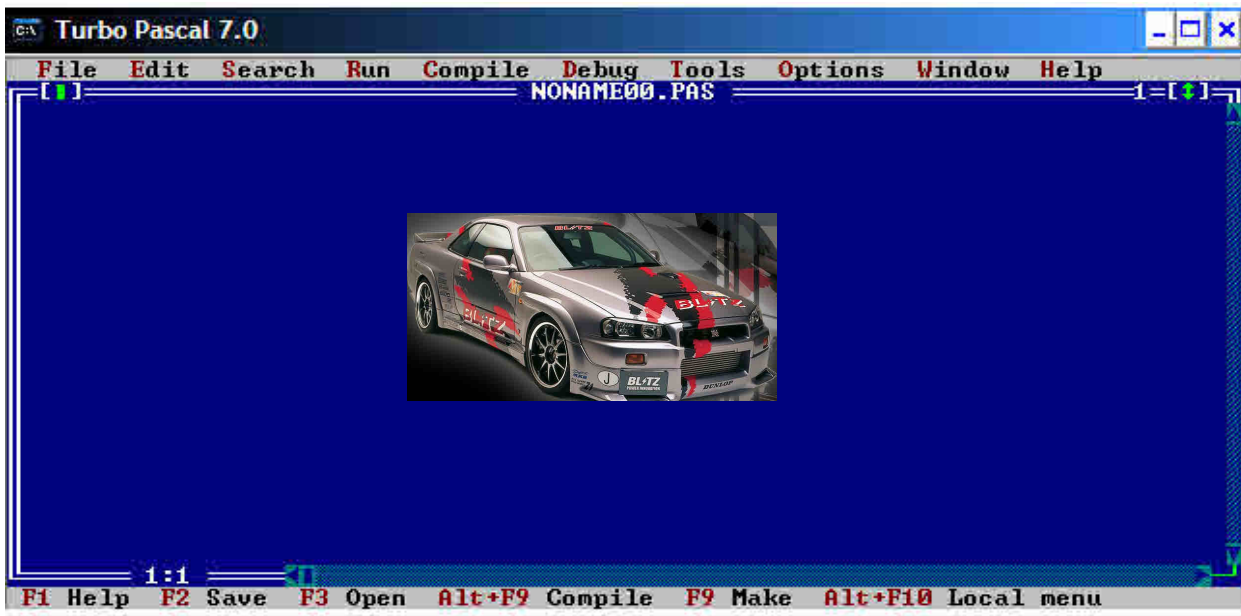 C:\ Turbo Pascal 7.0
File Edit Search Run Compile Debug Tools Options Window Help
NONAME00.PAS 1
BLITZ
BLITZ
BLITZ
J BLITZ
DUNLOP
1:1
F1 Help F2 Save F3 Open Alt+F9 Compile F9 Make Alt+F10 Local menu